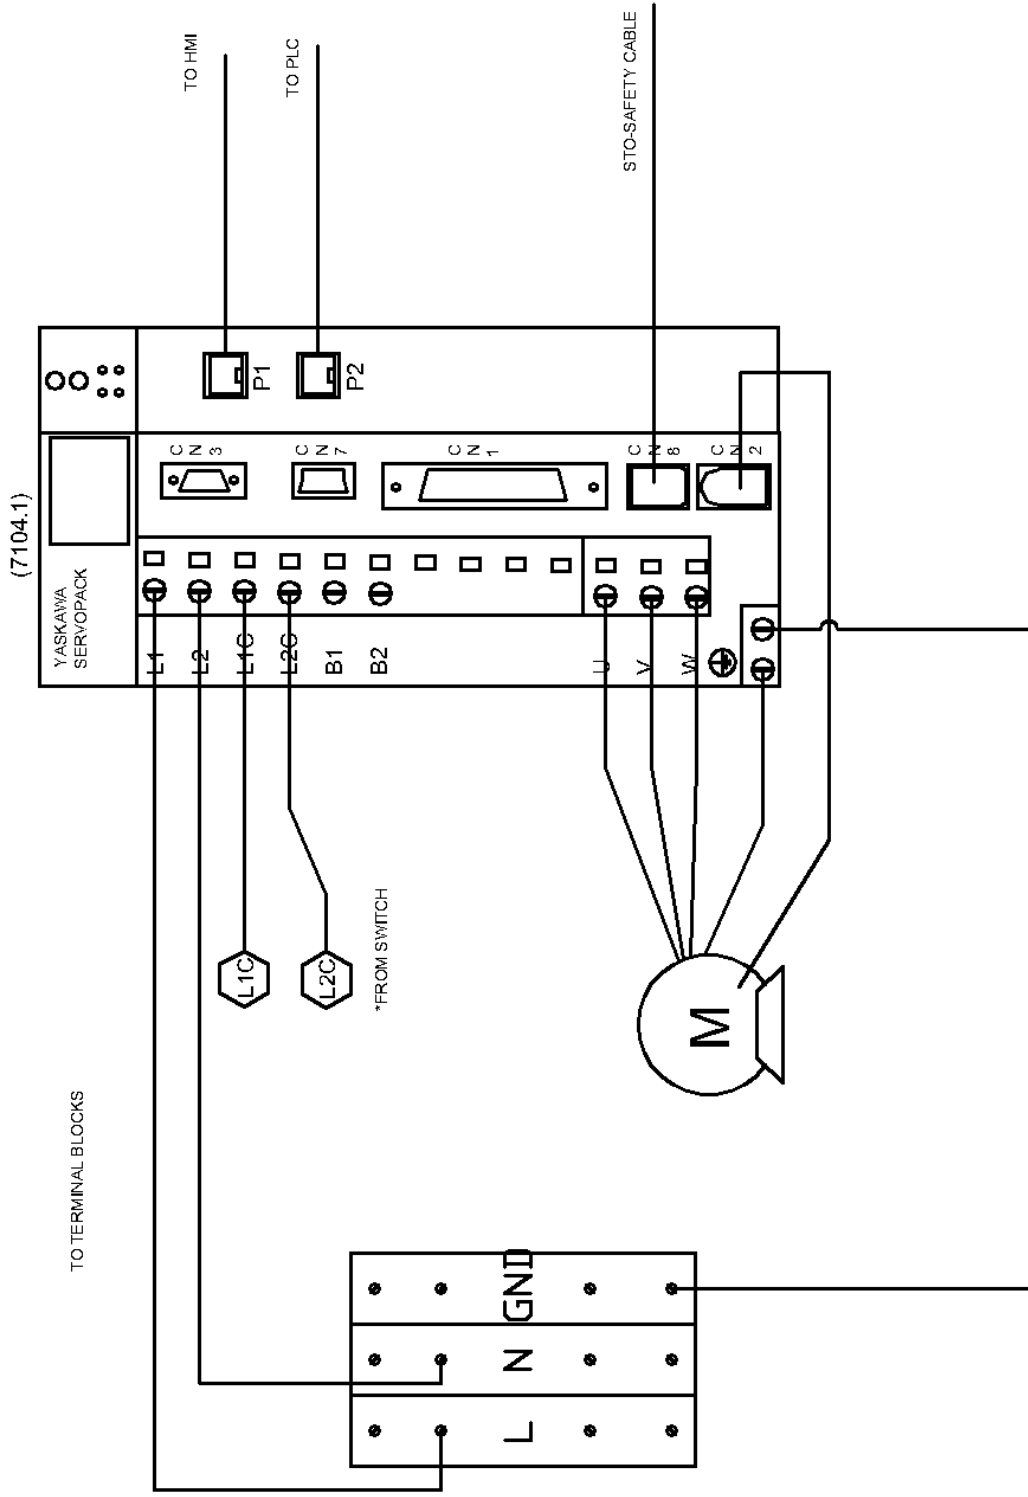 (7104.1)
YASKAWA
SERVOPACK
TO HMI
TO PLC
STO-SAFETY CABLE
P1
P2
CN3
CN7
CN1
CN8
CN2
L1
L2
L1C
L2C
B1
B2
U
V
W
L1C
L2C
*FROM SWITCH
TO TERMINAL BLOCKS
M
GND
N
L